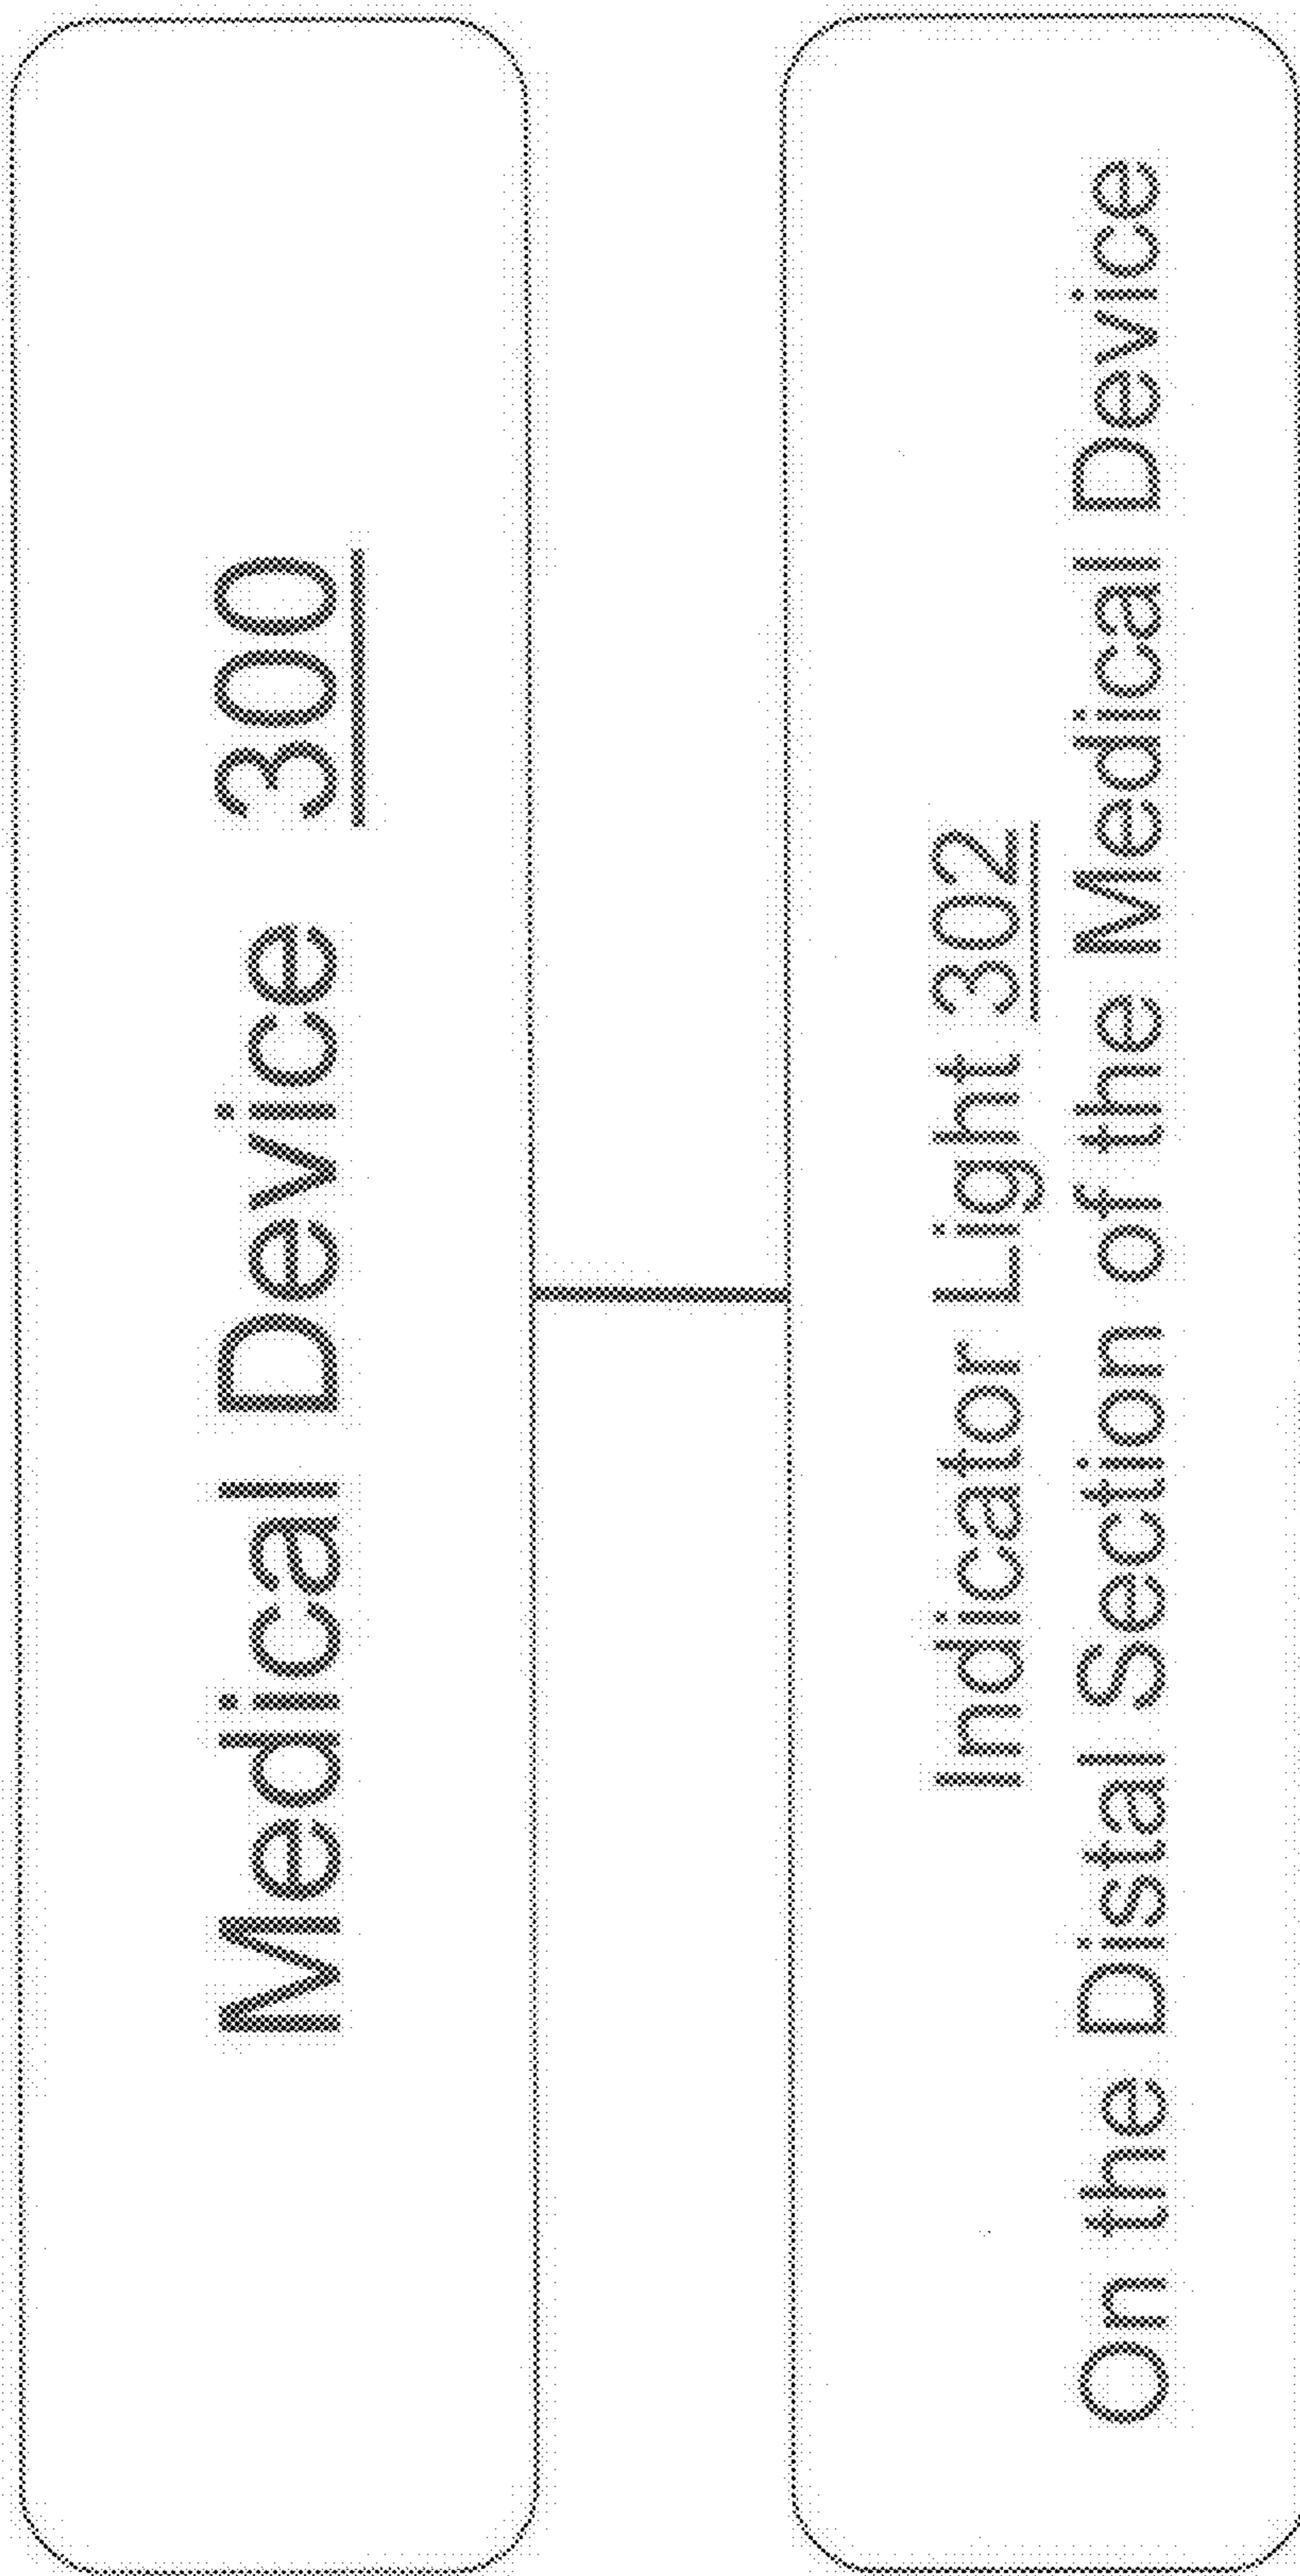 Medical Device 300
Indicator Light 302
On the Distal Section of the Medical Device